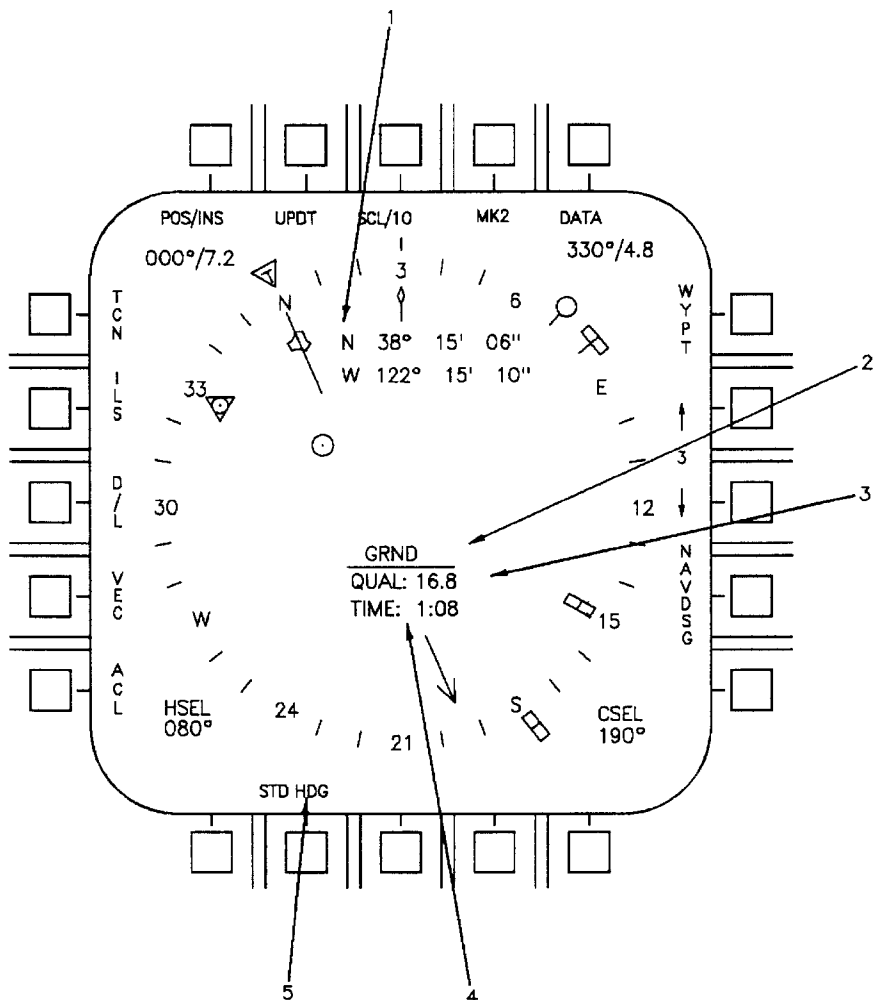 1
POS/INS UPDT SCL/10 MK2 DATA
000°/7.2 330°/4.8
T
C
N
W
Y
P
T
3
N
6
T
N 38° 15' 06"
W 122° 15' 10"
I
L
S
33
E
2
3
D
/
L
30
12
3
GRND
QUAL: 16.8
TIME: 1:08
V
E
C
N
A
V
D
S
G
W
15
A
C
L
HSEL
080°
24
21
S
CSEL
190°
STD HDG
5
4